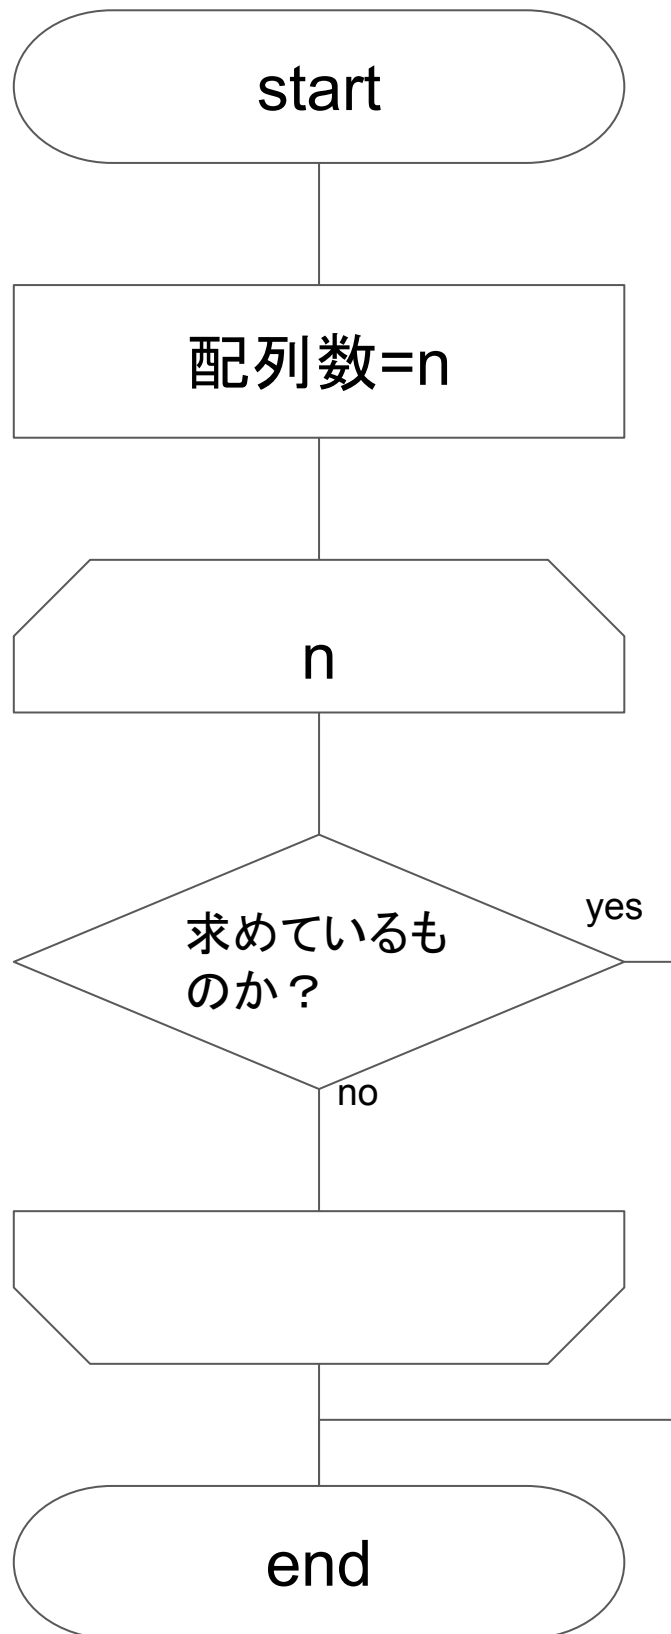 start
配列数=n
n
yes
求めているも
のか？
no
end